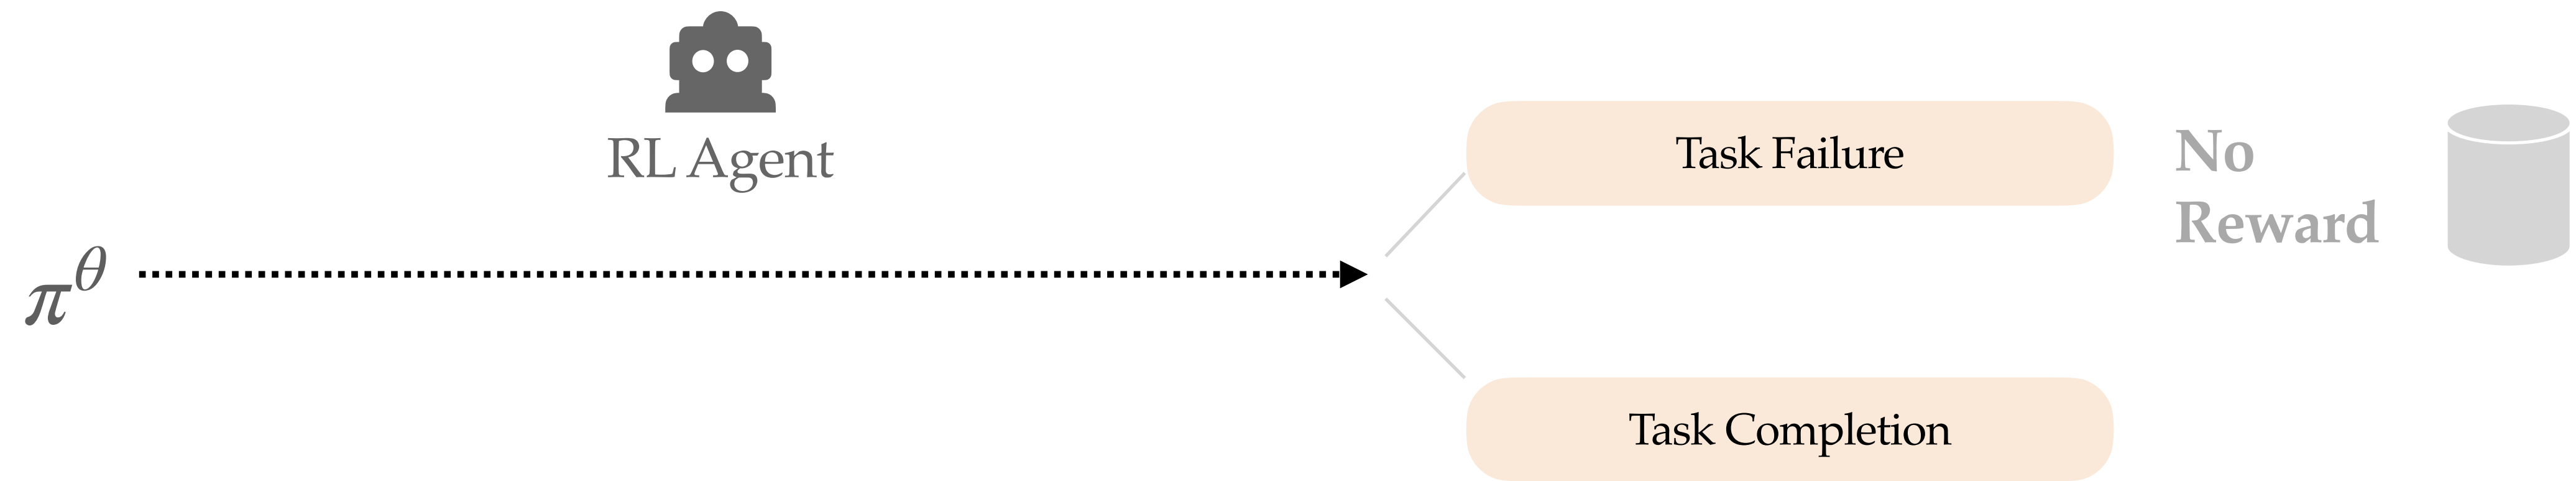 RL Agent
π^θ
Task Failure
No
Reward
Task Completion